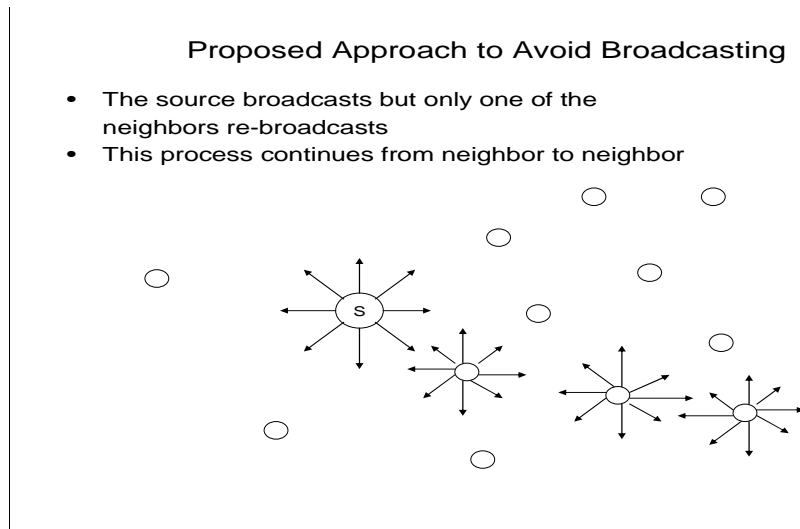 Proposed Approach to Avoid Broadcasting
• The source broadcasts but only one of the
neighbors re-broadcasts
• This process continues from neighbor to neighbor
S